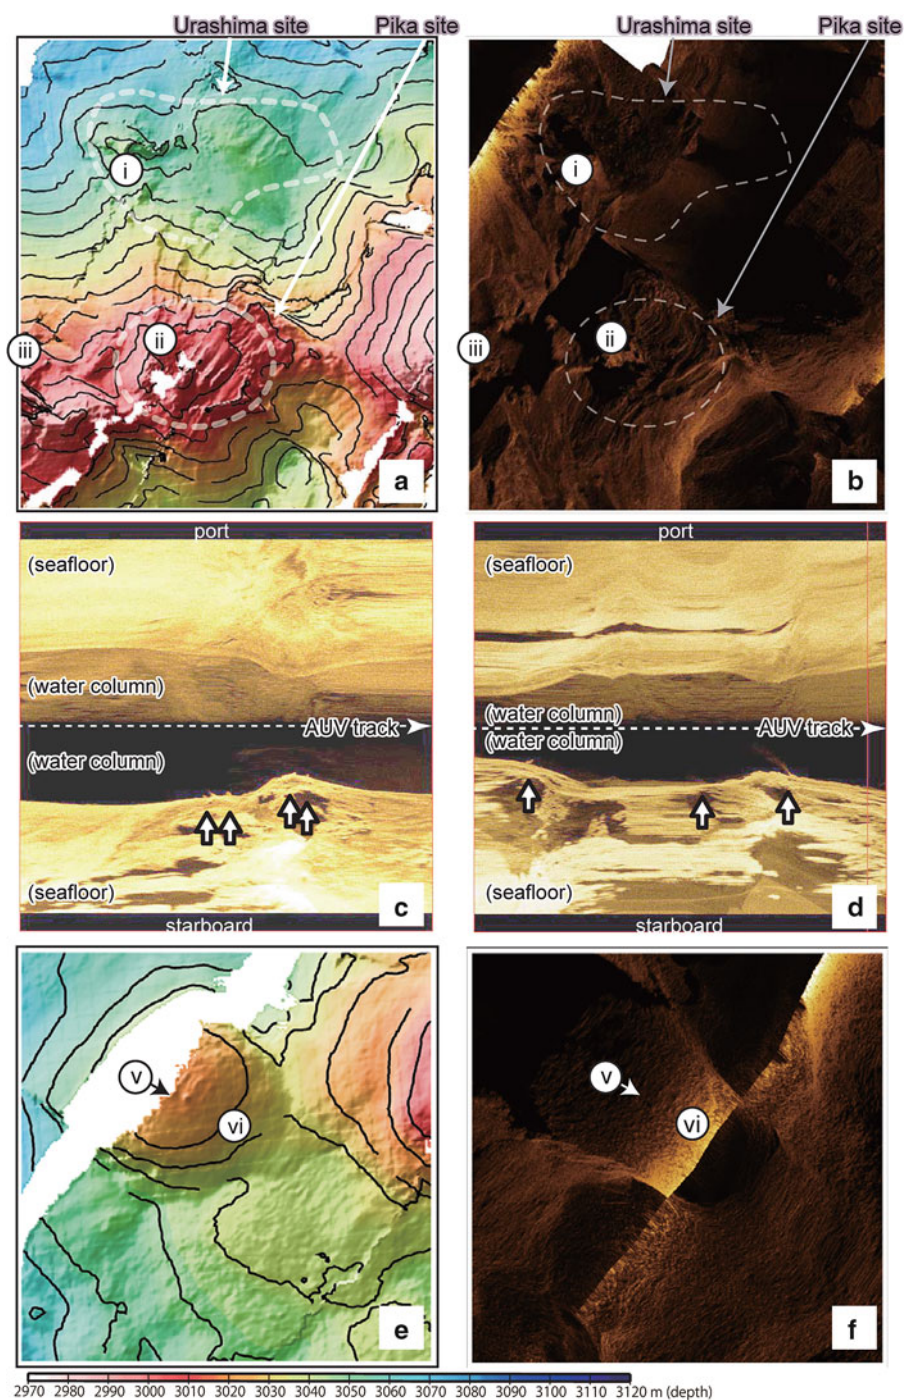 Urashima site Pika site Urashima site Pika site
i i
ii ii
iii iii
a b
port port
(seafloor) (seafloor)
(water column) (water column)
AUV track AUV track
(water column) (water column)
(seafloor) (seafloor)
c d
starboard starboard
v v
vi vi
e f
2970 2980 2990 3000 3010 3020 3030 3040 3050 3060 3070 3080 3090 3100 3110 3120 m (depth)